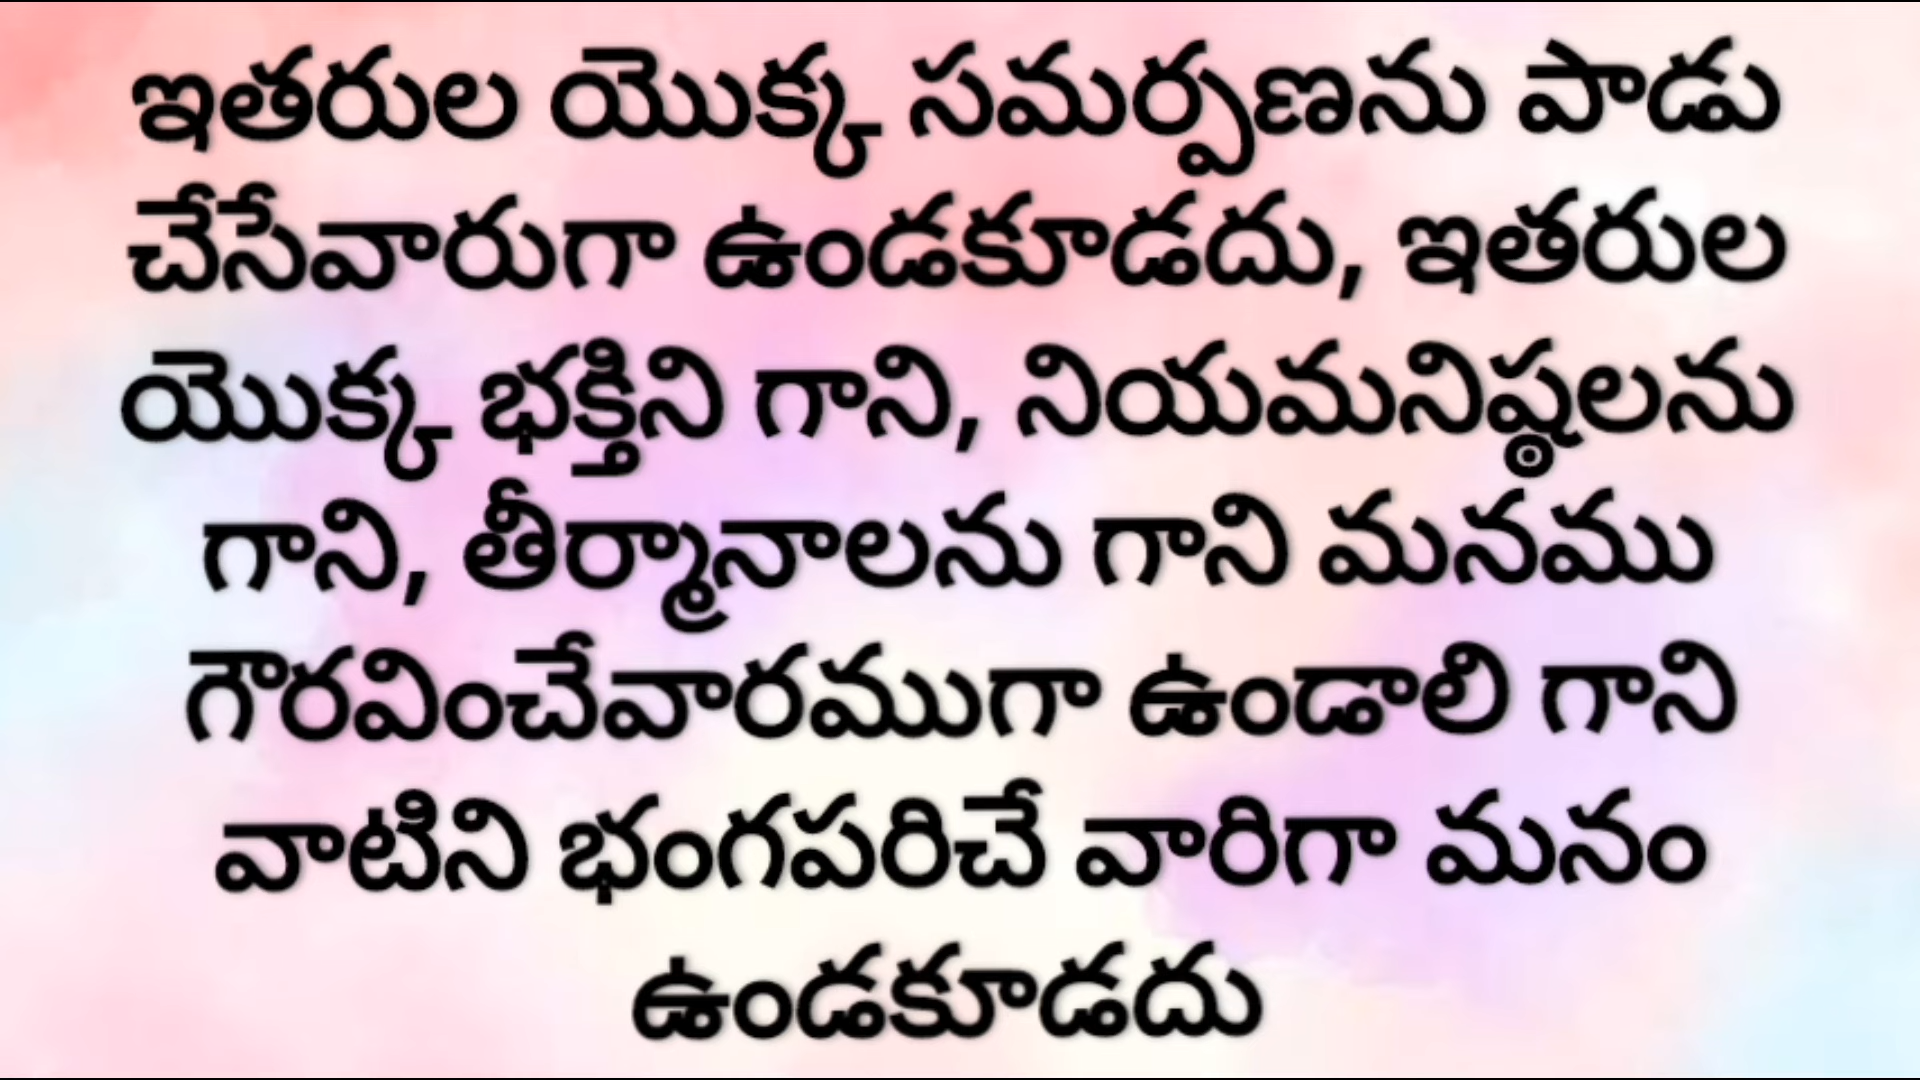 ఇతరుల యొక్క సమర్పణను పాడు
చేసేవారుగా ఉండకూడదు, ఇతరుల
యొక్క భక్తిని గాని, నియమనిష్ఠలను
గాని, తీర్మానాలను గాని మనము
గౌరవించేవారముగా ఉండాలి గాని
వాటిని భంగపరిచే వారిగా మనం
ఉండకూడదు